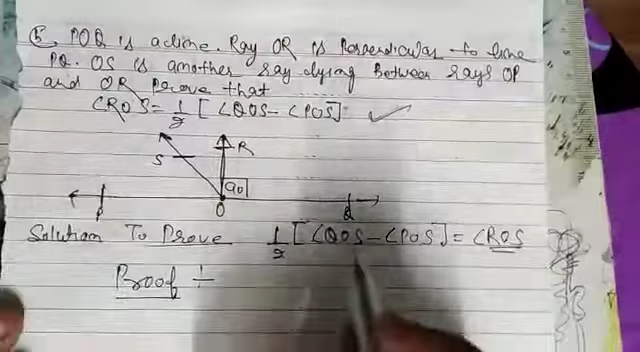 5. POQ is a line. Ray OR is Perpendicular to line
PQ. OS is another ray lying Between rays OP
and OR prove that
∠ROS = 1/2 [∠QOS - ∠POS]
S R
90
P O Q
Solution To Prove 1/2 [∠QOS - ∠POS] = ∠ROS
Proof ÷